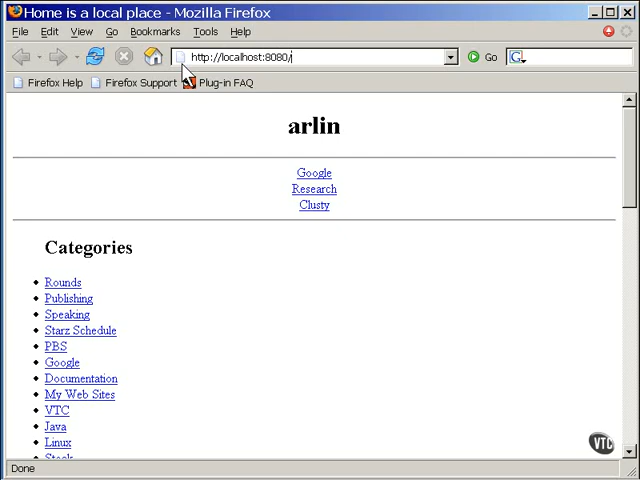 Home is a local place - Mozilla Firefox
File Edit View Go Bookmarks Tools Help
http://localhost:8080/ Go G
Firefox Help Firefox Support Plug-in FAQ
arlin
Google
Research
Clusty
Categories
Rounds
Publishing
Speaking
Starz Schedule
PBS
Google
Documentation
My Web Sites
VTC
Java
Linux
VTC
Done